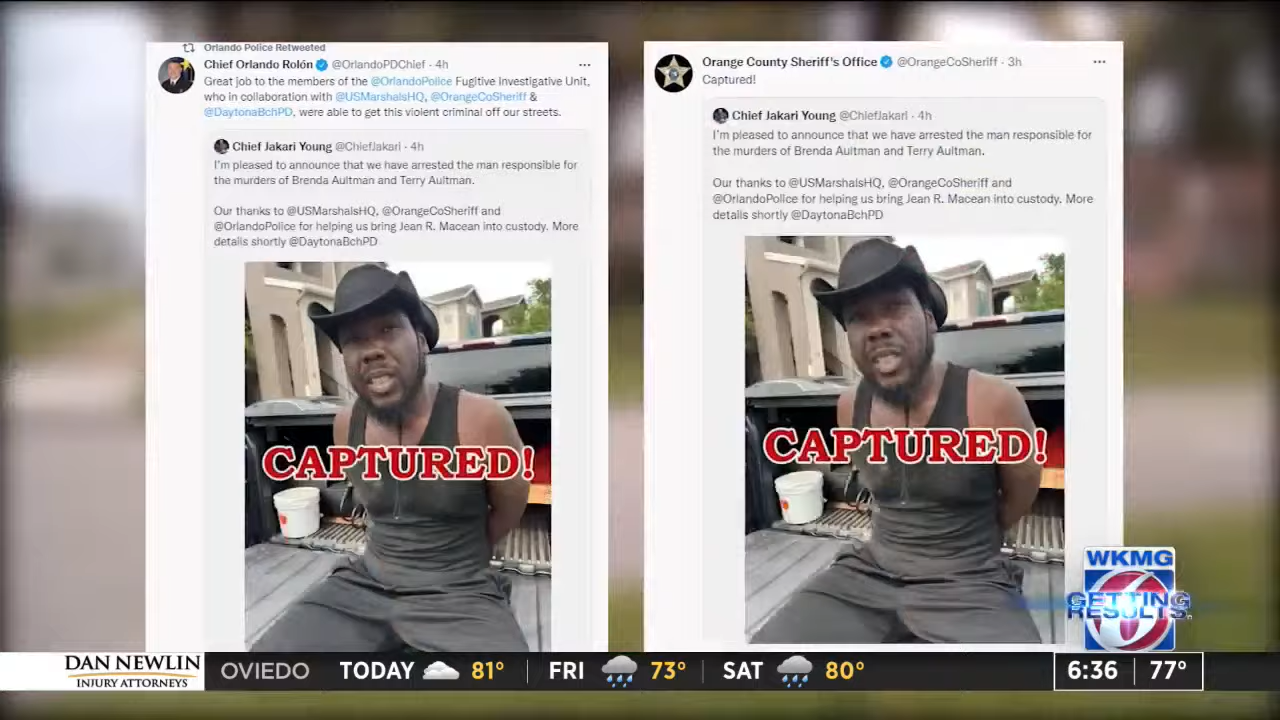 Orlando Police Retweeted
Chief Orlando Rolón @OrlandoPDChief · 4h
Great job to the members of the @OrlandoPolice Fugitive Investigative Unit,
who in collaboration with @USMarshalsHQ, @OrangeCoSheriff &
@DaytonaBchPD, were able to get this violent criminal off our streets.
Chief Jakari Young @ChiefJakari · 4h
I'm pleased to announce that we have arrested the man responsible for
the murders of Brenda Aultman and Terry Aultman.
Our thanks to @USMarshalsHQ, @OrangeCoSheriff and
@OrlandoPolice for helping us bring Jean R. Macean into custody. More
details shortly @DaytonaBchPD
CAPTURED!
Orange County Sheriff's Office @OrangeCoSheriff · 3h
Captured!
Chief Jakari Young @ChiefJakari · 4h
I'm pleased to announce that we have arrested the man responsible for
the murders of Brenda Aultman and Terry Aultman.
Our thanks to @USMarshalsHQ, @OrangeCoSheriff and
@OrlandoPolice for helping us bring Jean R. Macean into custody. More
details shortly @DaytonaBchPD
CAPTURED!
WKMG
6
GETTING
RESULTS
DAN NEWLIN
INJURY ATTORNEYS
OVIEDO TODAY 81° FRI 73° SAT 80°
6:36 77°